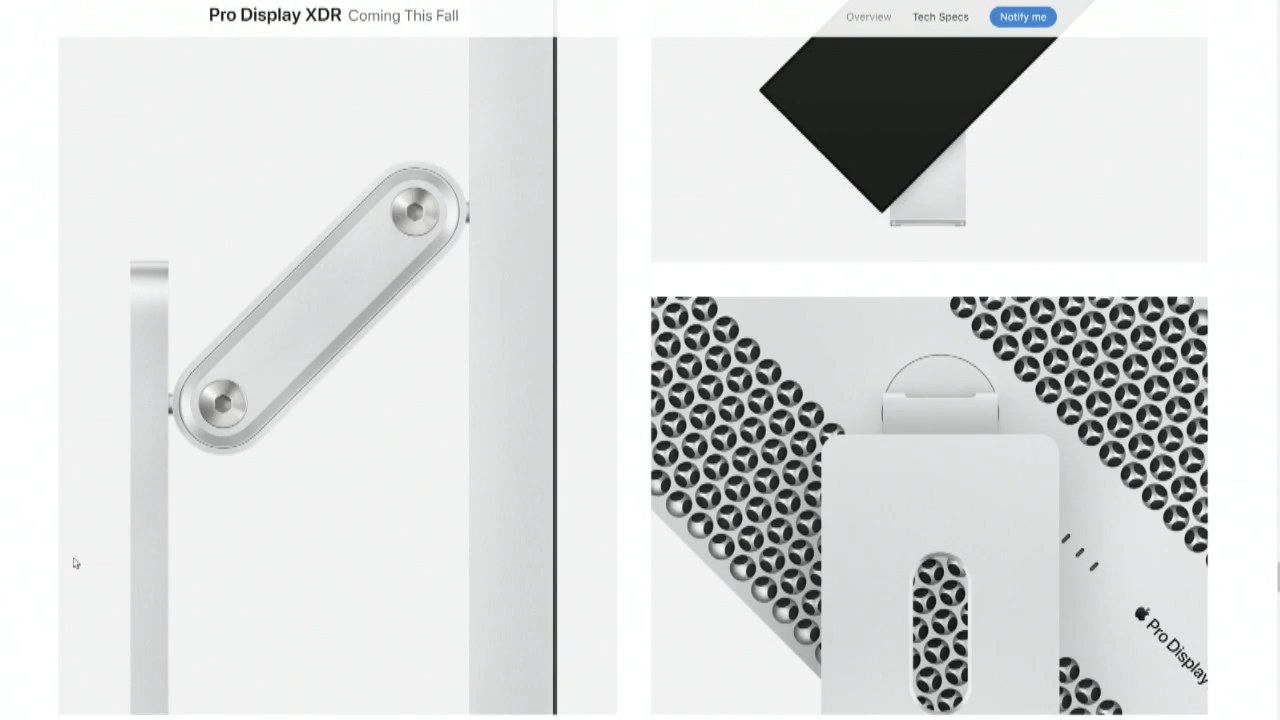 Pro Display XDR Coming This Fall
Overview Tech Specs Notify me
Pro Display